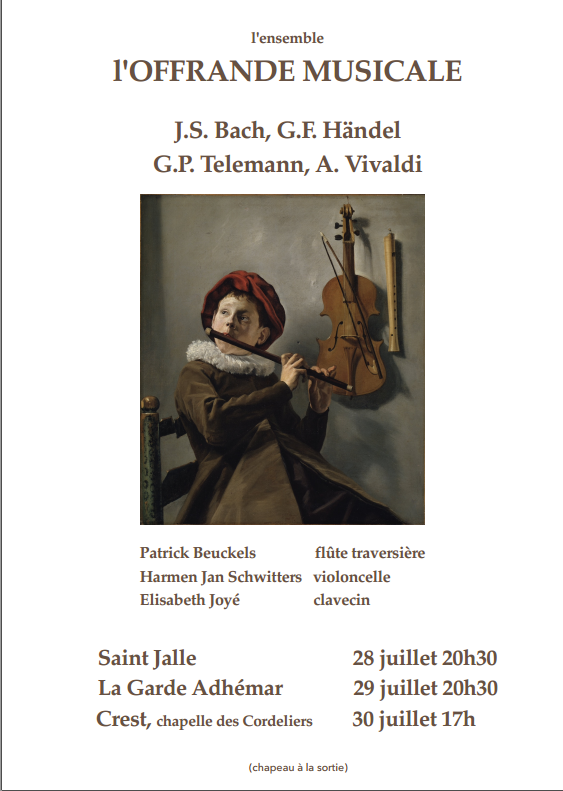 l'ensemble
l'OFFRANDE MUSICALE
J.S. Bach, G.F. Händel
G.P. Telemann, A. Vivaldi
Patrick Beuckels flûte traversière
Harmen Jan Schwitters violoncelle
Elisabeth Joyé clavecin
Saint Jalle 28 juillet 20h30
La Garde Adhémar 29 juillet 20h30
Crest, chapelle des Cordeliers 30 juillet 17h
(chapeau à la sortie)